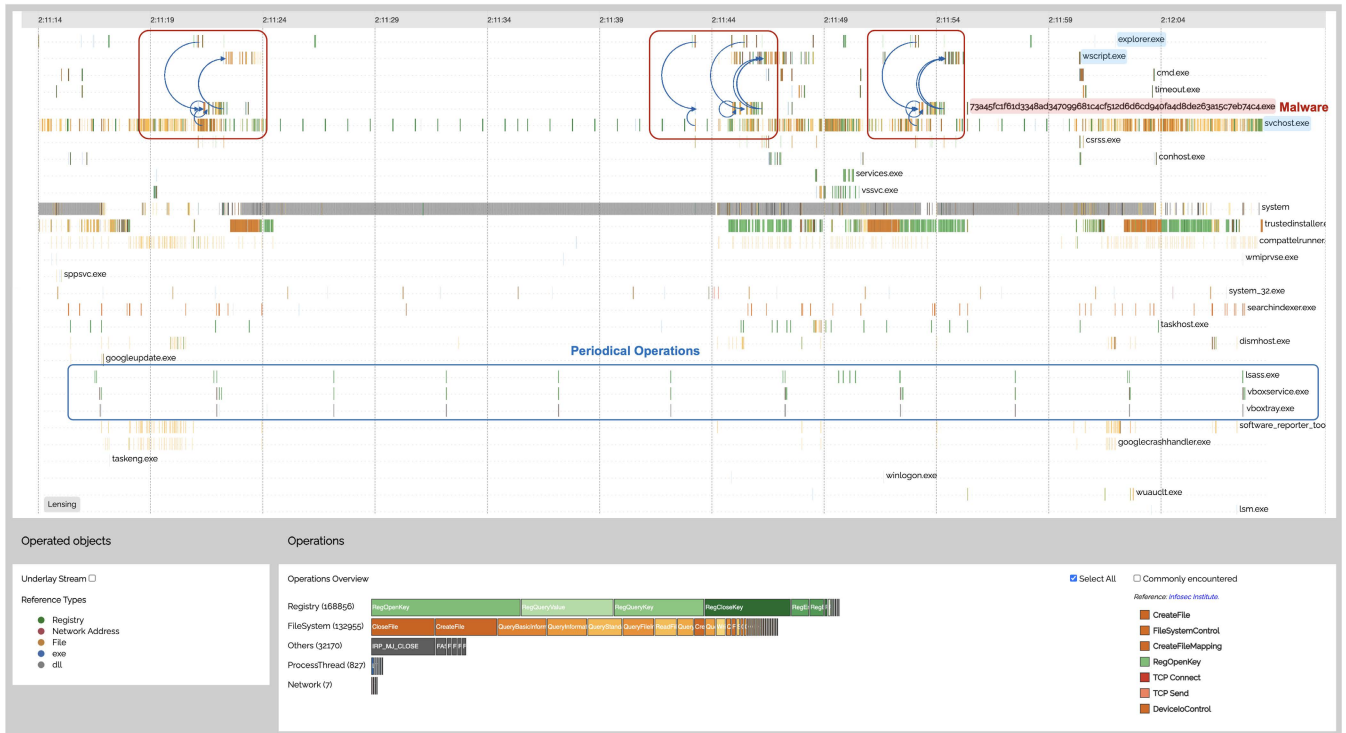 2:11:14 2:11:19 2:11:24 2:11:29 2:11:34 2:11:39 2:11:44 2:11:49 2:11:54 2:11:59 2:12:04
explorer.exe
wscript.exe
cmd.exe
timeout.exe
Malware
svchost.exe
csrss.exe
conhost.exe
services.exe
vssvc.exe
system
trustedinstaller.e
compattelrunner.
wmiprvse.exe
sppsvc.exe
system_32.exe
searchindexer.exe
taskhost.exe
dismhost.exe
Periodical Operations
googleupdate.exe
lsass.exe
vboxservice.exe
vboxtray.exe
software_reporter_too
googlecrashhandler.exe
taskeng.exe
winlogon.exe
wuauclt.exe
Lensing
lsm.exe
Operated objects
Underlay Stream
Reference Types
Registry
Network Address
File
exe
dll
Operations
Operations Overview
Select All
Commonly encountered
Reference: Infosec Institute.
Registry (168856) RegOpenKey RegQueryValue RegQueryKey RegCloseKey
FileSystem (132955) CloseFile CreateFile QueryBasicInform QueryInformat QueryStan QueryFileIn ReadFi
Others (32170) IRP_MJ_CLOSE
ProcessThread (827)
Network (7)
CreateFile
FileSystemControl
CreateFileMapping
RegOpenKey
TCP Connect
TCP Send
DeviceIoControl